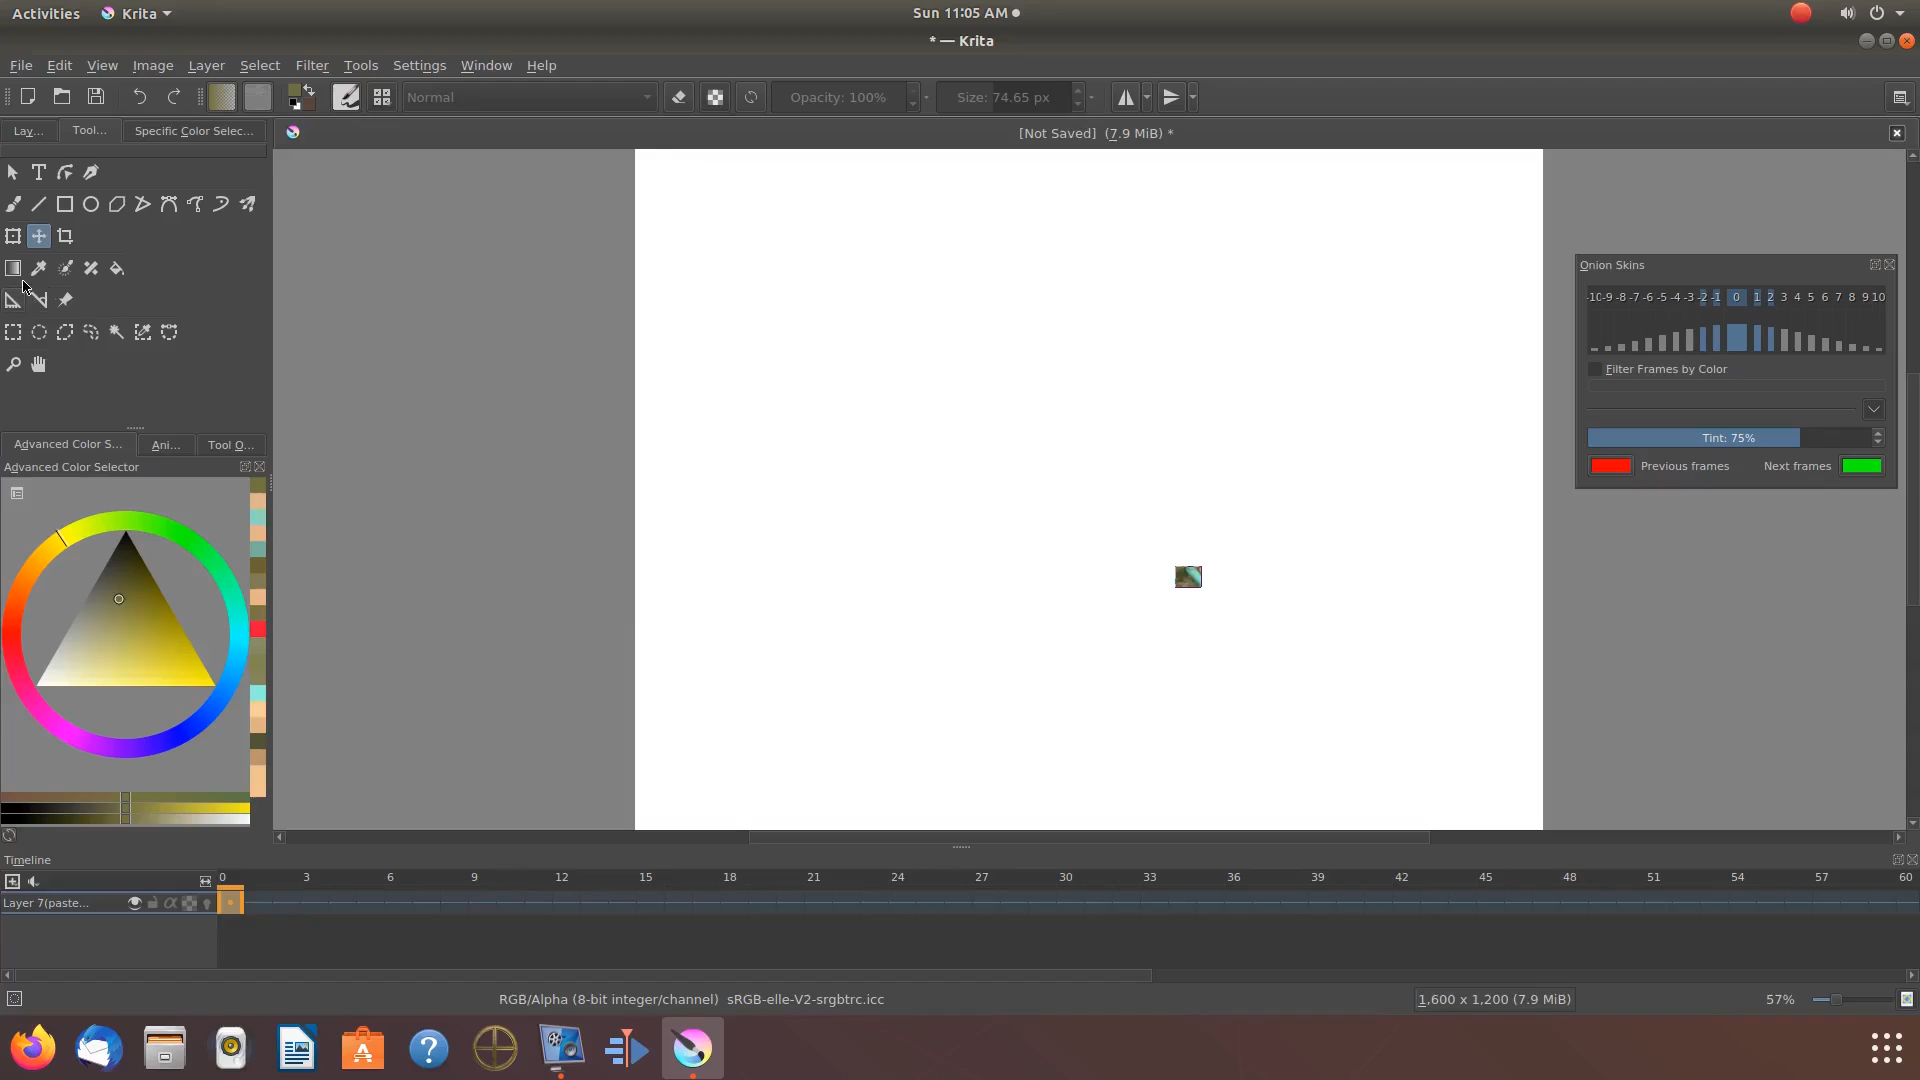 Activities Krita Sun 11:05 AM
* — Krita
File Edit View Image Layer Select Filter Tools Settings Window Help
Normal Opacity: 100% Size: 74.65 px
Lay... Tool... Specific Color Selec... [Not Saved] (7.9 MiB) *
Onion Skins
-10 -9 -8 -7 -6 -5 -4 -3 -2 -1 0 1 2 3 4 5 6 7 8 9 10
Filter Frames by Color
Tint: 75%
Previous frames Next frames
Advanced Color S... Ani... Tool O...
Advanced Color Selector
Timeline
0 3 6 9 12 15 18 21 24 27 30 33 36 39 42 45 48 51 54 57 60
Layer 7(paste...
RGB/Alpha (8-bit integer/channel) sRGB-elle-V2-srgbtrc.icc 1,600 x 1,200 (7.9 MiB) 57%